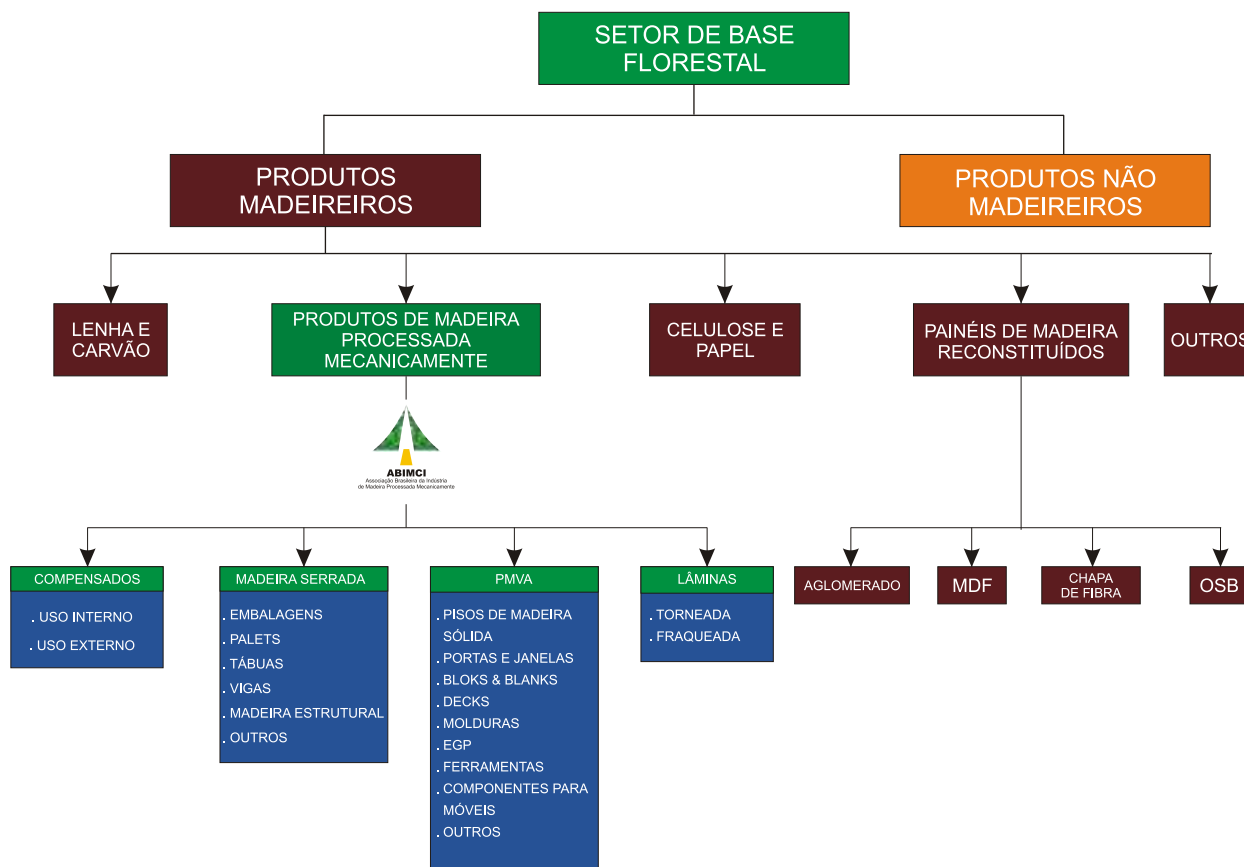 SETOR DE BASE
FLORESTAL
PRODUTOS
MADEIREIROS
PRODUTOS NÃO
MADEIREIROS
LENHA E
CARVÃO
PRODUTOS DE MADEIRA
PROCESSADA
MECANICAMENTE
CELULOSE E
PAPEL
PAINÉIS DE MADEIRA
RECONSTITUÍDOS
OUTROS
ABIMCI
Associação Brasileira da Indústria
de Madeira Processada Mecanicamente
COMPENSADOS
. USO INTERNO
. USO EXTERNO
MADEIRA SERRADA
. EMBALAGENS
. PALETS
. TÁBUAS
. VIGAS
. MADEIRA ESTRUTURAL
. OUTROS
PMVA
. PISOS DE MADEIRA
SÓLIDA
. PORTAS E JANELAS
. BLOKS & BLANKS
. DECKS
. MOLDURAS
. EGP
. FERRAMENTAS
. COMPONENTES PARA
MÓVEIS
. OUTROS
LÂMINAS
. TORNEADA
. FRAQUEADA
AGLOMERADO
MDF
CHAPA
DE FIBRA
OSB